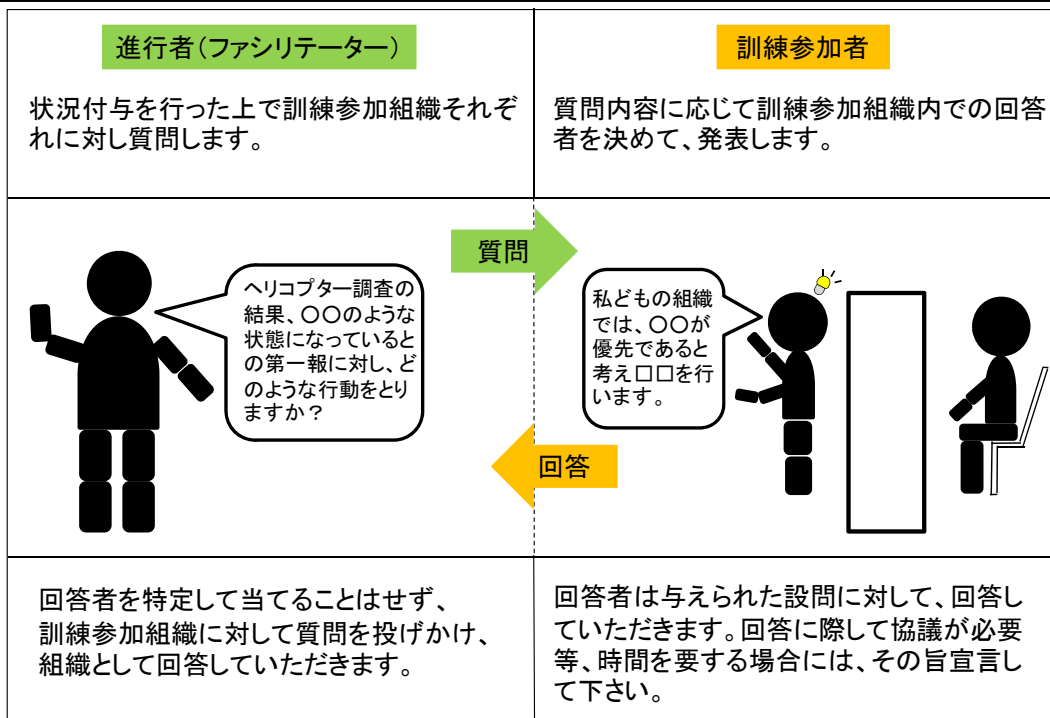 進行者（ファシリテーター）
訓練参加者
状況付与を行った上で訓練参加組織それぞ
れに対し質問します。
質問内容に応じて訓練参加組織内での回答
者を決めて、発表します。
質問
ヘリコプター調査の
結果、〇〇のような
状態になっていると
の第一報に対し、ど
のような行動をとり
ますか？
私どもの組織
では、〇〇が
優先であると
考え□□を行
います。
回答
回答者を特定して当てることはせず、
訓練参加組織に対して質問を投げかけ、
組織として回答していただきます。
回答者は与えられた設問に対して、回答し
ていただきます。回答に際して協議が必要
等、時間を要する場合には、その旨宣言し
て下さい。